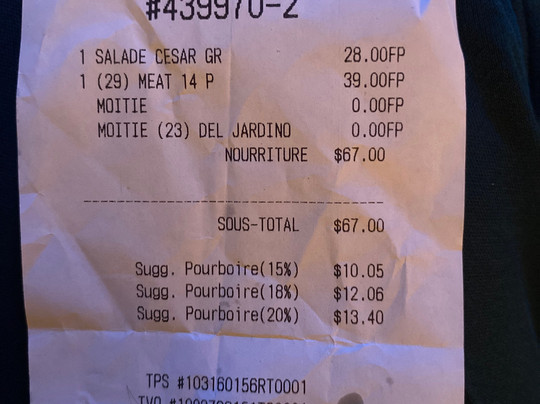 #439970-2
1 SALADE CESAR GR 28.00FP
1 (29) MEAT 14 P 39.00FP
MOITIE 0.00FP
MOITIE (23) DEL JARDINO 0.00FP
NOURRITURE $67.00
SOUS-TOTAL $67.00
Sugg. Pourboire(15%) $10.05
Sugg. Pourboire(18%) $12.06
Sugg. Pourboire(20%) $13.40
TPS #103160156RT0001
TVQ